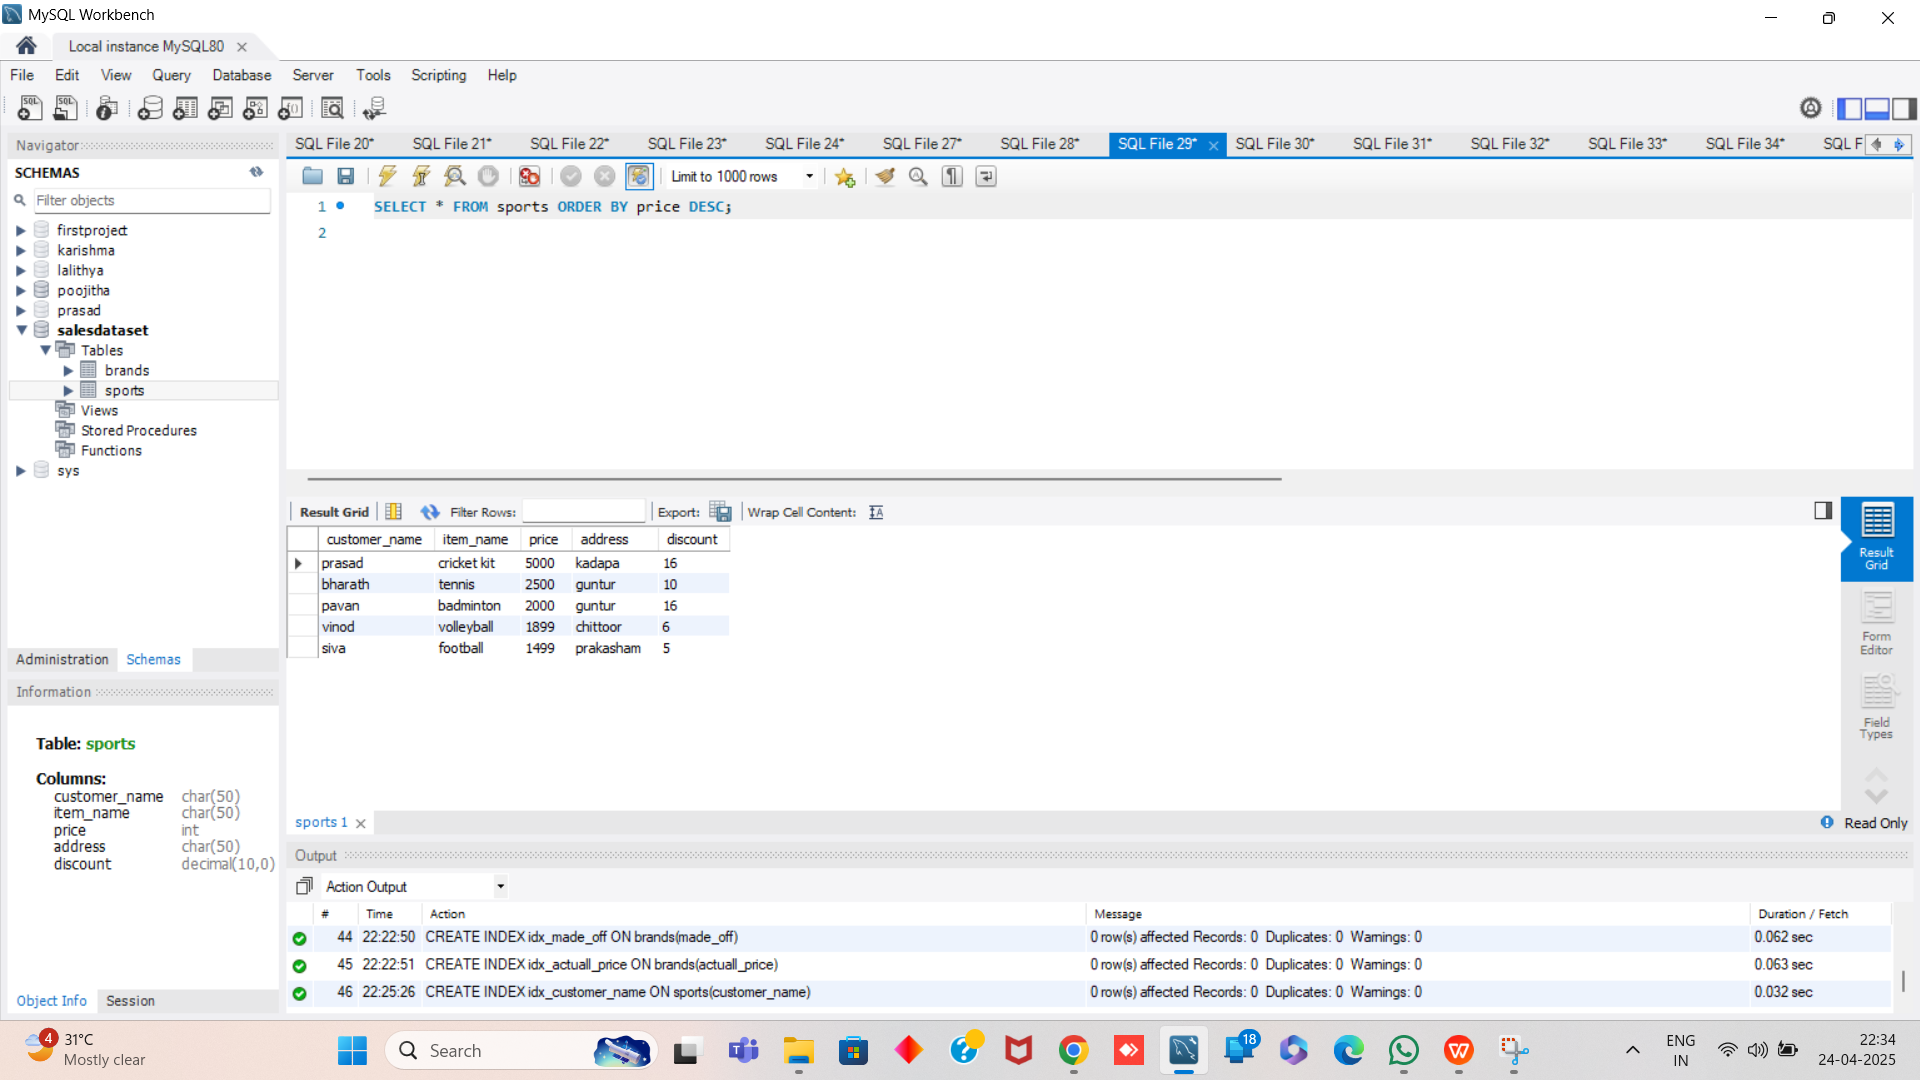 MySQL Workbench
Local instance MySQL80
File Edit View Query Database Server Tools Scripting Help
Navigator
SCHEMAS
Filter objects
firstproject
karishma
lalithya
poojitha
prasad
salesdataset
Tables
brands
sports
Views
Stored Procedures
Functions
sys
Administration Schemas
Information
Table: sports
Columns:
customer_name char(50)
item_name char(50)
price int
address char(50)
discount decimal(10,0)
Object Info Session
SQL File 20* SQL File 21* SQL File 22* SQL File 23* SQL File 24* SQL File 27* SQL File 28* SQL File 29* SQL File 30* SQL File 31* SQL File 32* SQL File 33* SQL File 34* SQL F
Limit to 1000 rows
1 SELECT * FROM sports ORDER BY price DESC;
2
Result Grid Filter Rows: Export: Wrap Cell Content:
customer_name item_name price address discount
prasad cricket kit 5000 kadapa 16
bharath tennis 2500 guntur 10
pavan badminton 2000 guntur 16
vinod volleyball 1899 chittoor 6
siva football 1499 prakasham 5
Result
Grid
Form
Editor
Field
Types
sports 1
Read Only
Output
Action Output
# Time Action Message Duration / Fetch
44 22:22:50 CREATE INDEX idx_made_off ON brands(made_off) 0 row(s) affected Records: 0 Duplicates: 0 Warnings: 0 0.062 sec
45 22:22:51 CREATE INDEX idx_actuall_price ON brands(actuall_price) 0 row(s) affected Records: 0 Duplicates: 0 Warnings: 0 0.063 sec
46 22:25:26 CREATE INDEX idx_customer_name ON sports(customer_name) 0 row(s) affected Records: 0 Duplicates: 0 Warnings: 0 0.032 sec
4
31°C
Mostly clear
Search
18
ENG
IN
22:34
24-04-2025